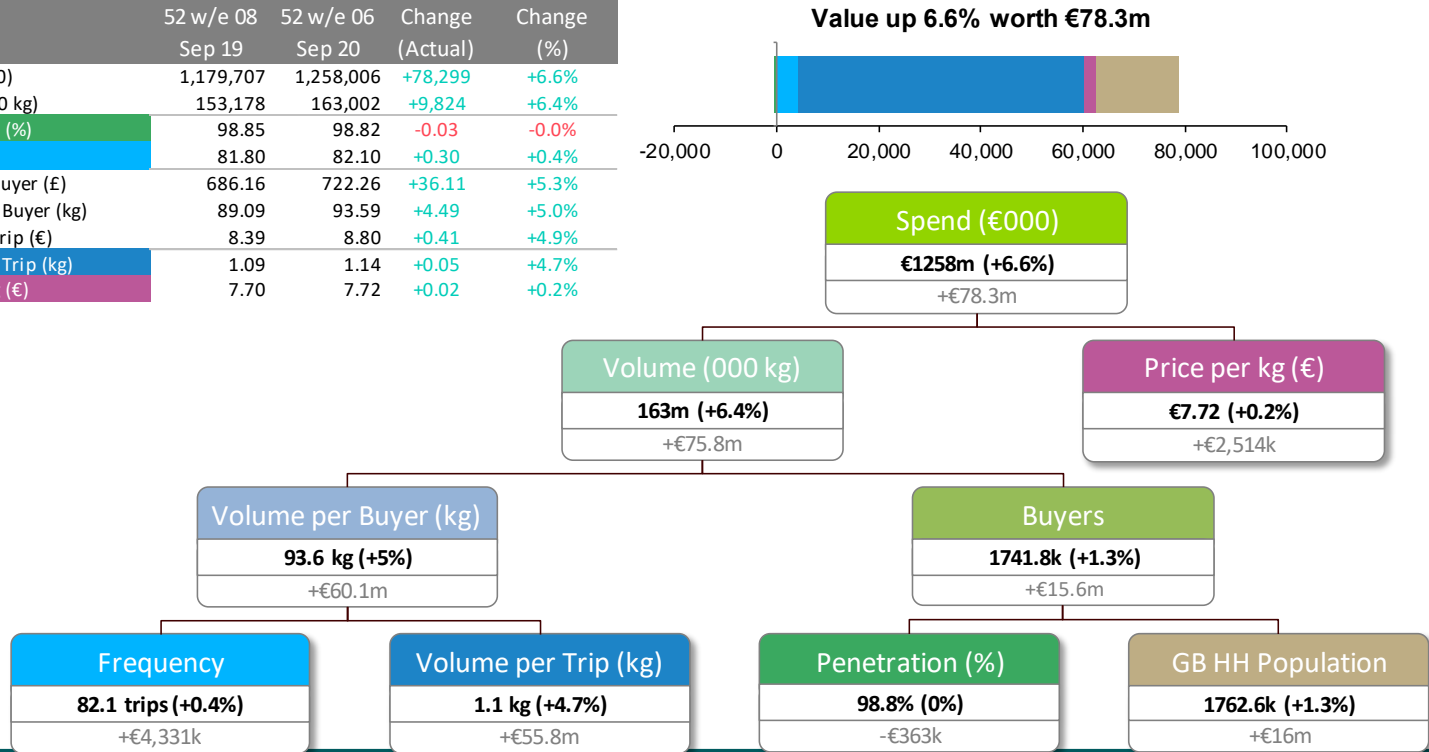 52 w/e 08 52 w/e 06 Change Change
Sep 19 Sep 20 (Actual) (%)
0) 1,179,707 1,258,006 +78,299 +6.6%
0 kg) 153,178 163,002 +9,824 +6.4%
(%) 98.85 98.82 -0.03 -0.0%
81.80 82.10 +0.30 +0.4%
uyer (£) 686.16 722.26 +36.11 +5.3%
Buyer (kg) 89.09 93.59 +4.49 +5.0%
rip (€) 8.39 8.80 +0.41 +4.9%
Trip (kg) 1.09 1.14 +0.05 +4.7%
(€) 7.70 7.72 +0.02 +0.2%
Value up 6.6% worth €78.3m
-20,000 0 20,000 40,000 60,000 80,000 100,000
Spend (€000)
€1258m (+6.6%)
+€78.3m
Volume (000 kg)
163m (+6.4%)
+€75.8m
Price per kg (€)
€7.72 (+0.2%)
+€2,514k
Volume per Buyer (kg)
93.6 kg (+5%)
+€60.1m
Buyers
1741.8k (+1.3%)
+€15.6m
Frequency
82.1 trips (+0.4%)
+€4,331k
Volume per Trip (kg)
1.1 kg (+4.7%)
+€55.8m
Penetration (%)
98.8% (0%)
-€363k
GB HH Population
1762.6k (+1.3%)
+€16m